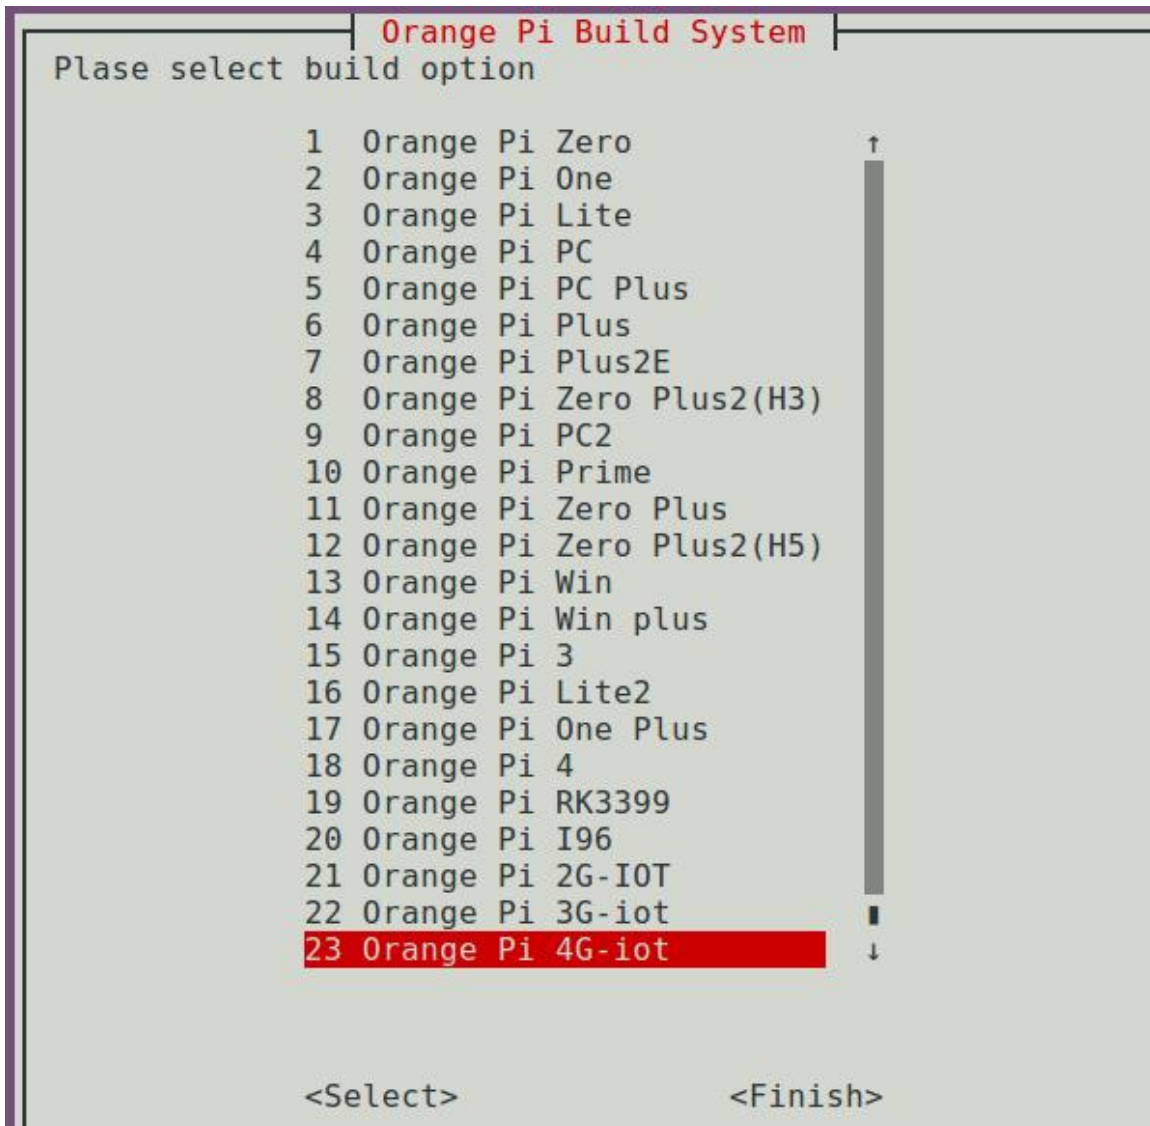 Orange Pi Build System
Plase select build option
1 Orange Pi Zero
2 Orange Pi One
3 Orange Pi Lite
4 Orange Pi PC
5 Orange Pi PC Plus
6 Orange Pi Plus
7 Orange Pi Plus2E
8 Orange Pi Zero Plus2(H3)
9 Orange Pi PC2
10 Orange Pi Prime
11 Orange Pi Zero Plus
12 Orange Pi Zero Plus2(H5)
13 Orange Pi Win
14 Orange Pi Win plus
15 Orange Pi 3
16 Orange Pi Lite2
17 Orange Pi One Plus
18 Orange Pi 4
19 Orange Pi RK3399
20 Orange Pi I96
21 Orange Pi 2G-IOT
22 Orange Pi 3G-iot
23 Orange Pi 4G-iot
<Select> <Finish>